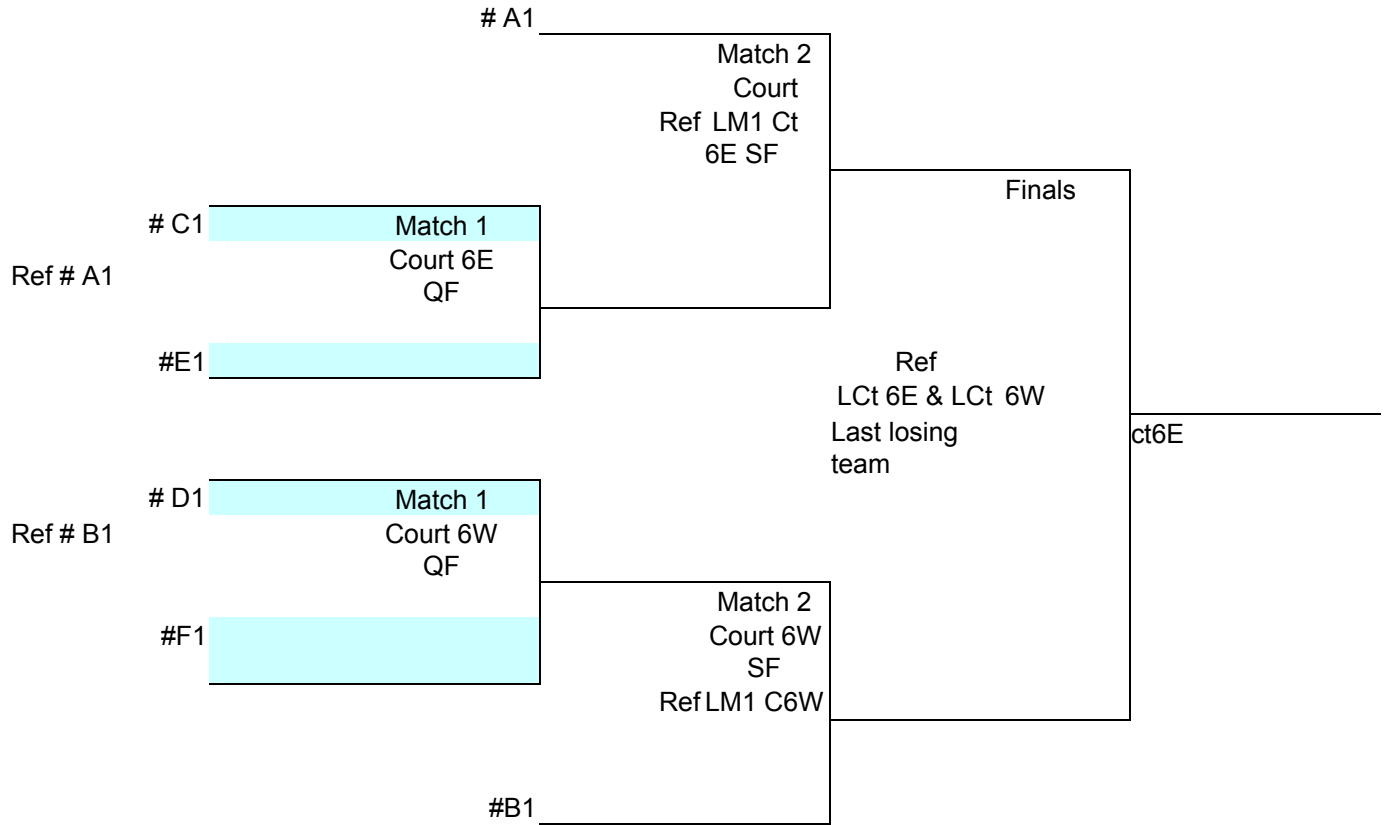 # A1
Match 2
Court
Ref LM1 Ct
6E SF
Finals
# C1
Match 1
Court 6E
QF
Ref # A1
#E1
Ref
LCt 6E & LCt 6W
Last losing
team
ct6E
# D1
Match 1
Court 6W
QF
Ref # B1
#F1
Match 2
Court 6W
SF
Ref LM1 C6W
#B1